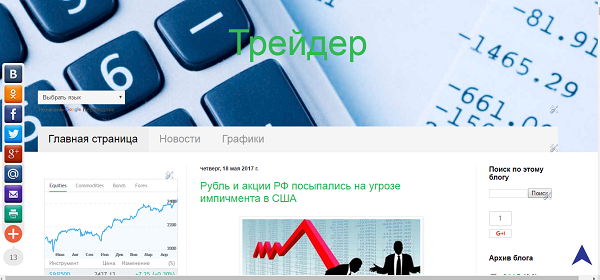 -81.91
-1465.29
-661.0
Трейдер
6
9
Выбрать язык
Главная страница
Новости
Графики
13
Equities Commodities Bonds Forex
2400
Инструмент Цена Изменение (%)
четверг, 18 мая 2017 г.
Рубль и акции РФ посыпались на угрозе
импичмента в США
Поиск по этому
блогу
Поиск
1
G+1
Архив блога